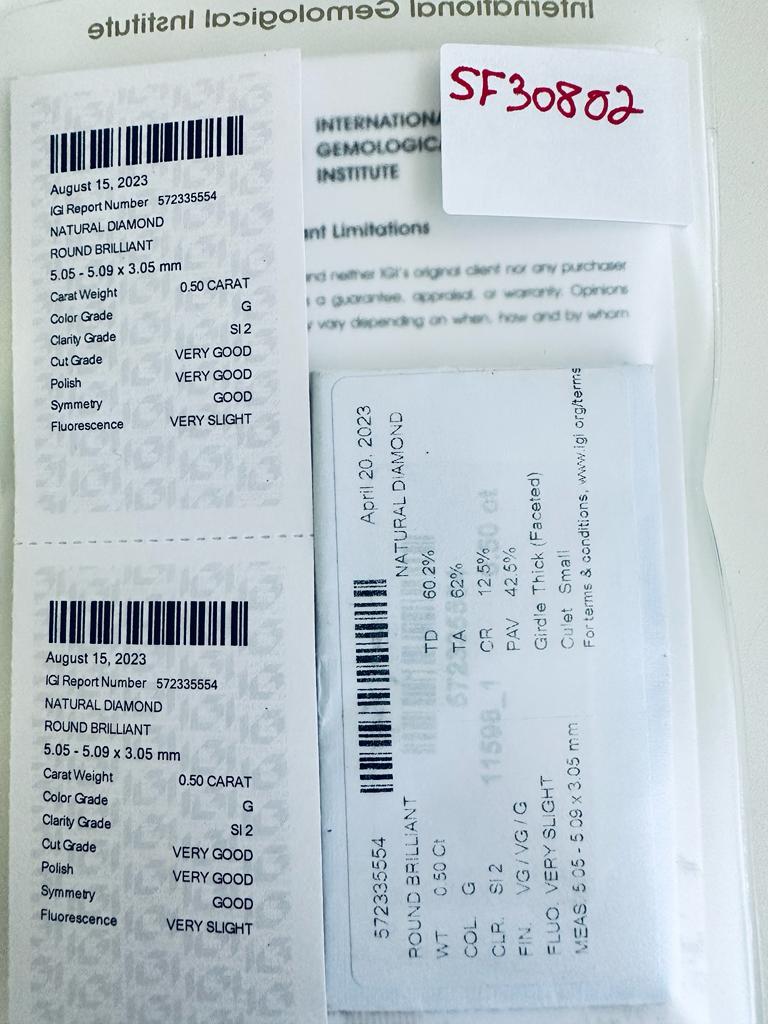 International Gemological Institute
SF30802
August 15, 2023
IGI Report Number 572335554
NATURAL DIAMOND
ROUND BRILLIANT
5.05 - 5.09 x 3.05 mm
Carat Weight 0.50 CARAT
Color Grade G
Clarity Grade SI 2
Cut Grade VERY GOOD
Polish VERY GOOD
Symmetry GOOD
Fluorescence VERY SLIGHT
August 15, 2023
IGI Report Number 572335554
NATURAL DIAMOND
ROUND BRILLIANT
5.05 - 5.09 x 3.05 mm
Carat Weight 0.50 CARAT
Color Grade G
Clarity Grade SI 2
Cut Grade VERY GOOD
Polish VERY GOOD
Symmetry GOOD
Fluorescence VERY SLIGHT
INTERNATIONA
GEMOLOGIC
INSTITUTE
nt Limitations
nd neither IGI's original client nor any purchaser
a guarantee, appraisal, or warranty. Opinions
vary depending on when, how and by whom
572335554 April 20, 2023
ROUND BRILLIANT NATURAL DIAMOND
WT 0.50 Ct TD 60.2%
COL. G TA 62%
CLR. SI 2 CR 12.5%
FIN. VG / VG / G PAV 42.5%
FLUO. VERY SLIGHT Girdle Thick (Faceted)
MEAS. 5.05 - 5.09 x 3.05 mm Culet Small
For terms & conditions, www.igi.org/terms
11598_1